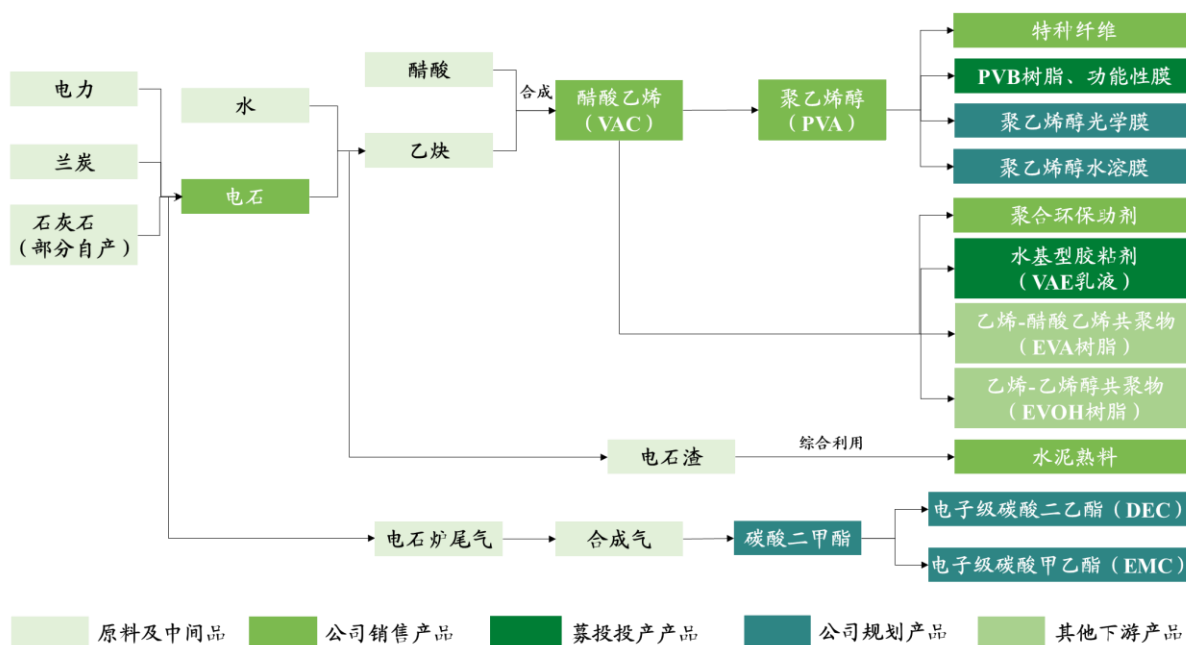 特种纤维
电力
醋酸
PVB树脂、功能性膜
水
合成
醋酸乙烯
（VAC）
聚乙烯醇
（PVA）
聚乙烯醇光学膜
兰炭
乙炔
聚乙烯醇水溶膜
电石
石灰石
（部分自产）
聚合环保助剂
水基型胶粘剂
（VAE乳液）
乙烯-醋酸乙烯共聚物
（EVA树脂）
乙烯-乙烯醇共聚物
（EVOH树脂）
电石渣
综合利用
水泥熟料
电子级碳酸二乙酯（DEC）
电石炉尾气
合成气
碳酸二甲酯
电子级碳酸甲乙酯（EMC）
原料及中间品
公司销售产品
募投投产产品
公司规划产品
其他下游产品